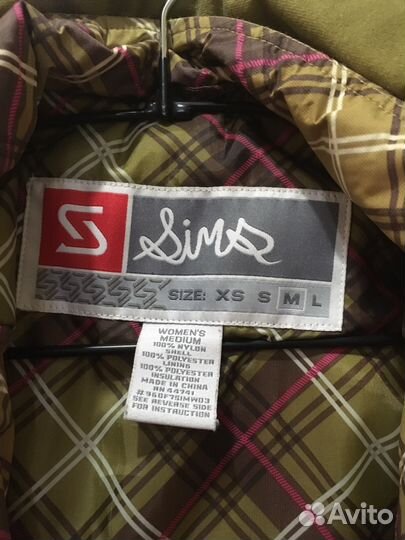 S
Sims
SIZE: XS S M L
WOMEN'S
MEDIUM
100% NYLON
SHELL
100% POLYESTER
LINING
100% POLYESTER
INSULATION
MADE IN CHINA
RN 44741
#960F7SIMW03
SEE REVERSE SIDE
FOR INSTRUCTION
Avito